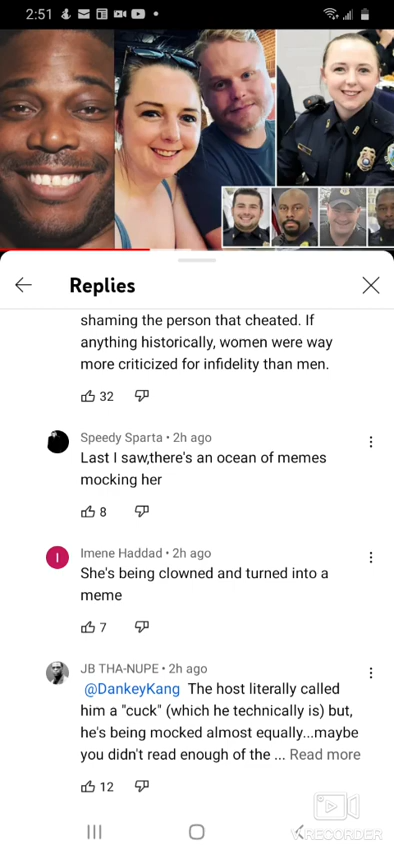 2:51
Replies
shaming the person that cheated. If
anything historically, women were way
more criticized for infidelity than men.
32
Speedy Sparta • 2h ago
Last I saw,there's an ocean of memes
mocking her
8
I
Imene Haddad • 2h ago
She's being clowned and turned into a
meme
7
JB THA-NUPE • 2h ago
@DankeyKang The host literally called
him a "cuck" (which he technically is) but,
he's being mocked almost equally...maybe
you didn't read enough of the ... Read more
12
V RECORDER